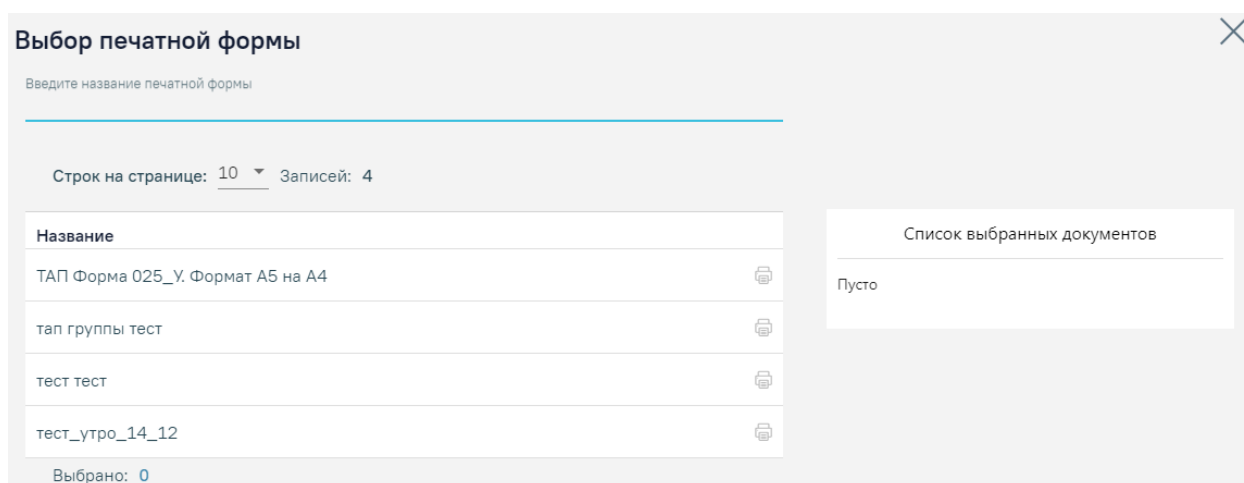 Выбор печатной формы
Введите название печатной формы
Строк на странице: 10 Записей: 4
Название
ТАП Форма 025_У. Формат А5 на А4
тап группы тест
тест тест
тест_утро_14_12
Выбрано: 0
Список выбранных документов
Пусто